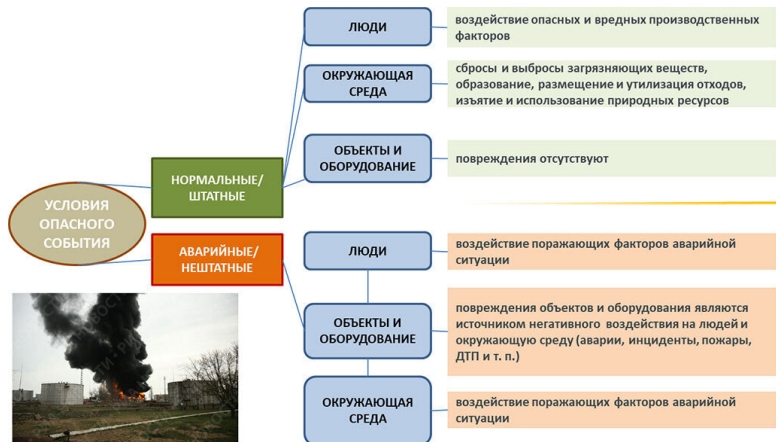 УСЛОВИЯ
ОПАСНОГО
СОБЫТИЯ
НОРМАЛЬНЫЕ/
ШТАТНЫЕ
ЛЮДИ
воздействие опасных и вредных производственных
факторов
ОКРУЖАЮЩАЯ
СРЕДА
сбросы и выбросы загрязняющих веществ,
образование, размещение и утилизация отходов,
изъятие и использование природных ресурсов
ОБЪЕКТЫ И
ОБОРУДОВАНИЕ
повреждения отсутствуют
АВАРИЙНЫЕ/
НЕШТАТНЫЕ
ЛЮДИ
воздействие поражающих факторов аварийной
ситуации
ОБЪЕКТЫ И
ОБОРУДОВАНИЕ
повреждения объектов и оборудования являются
источником негативного воздействия на людей и
окружающую среду (аварии, инциденты, пожары,
ДТП и т. п.)
ОКРУЖАЮЩАЯ
СРЕДА
воздействие поражающих факторов аварийной
ситуации